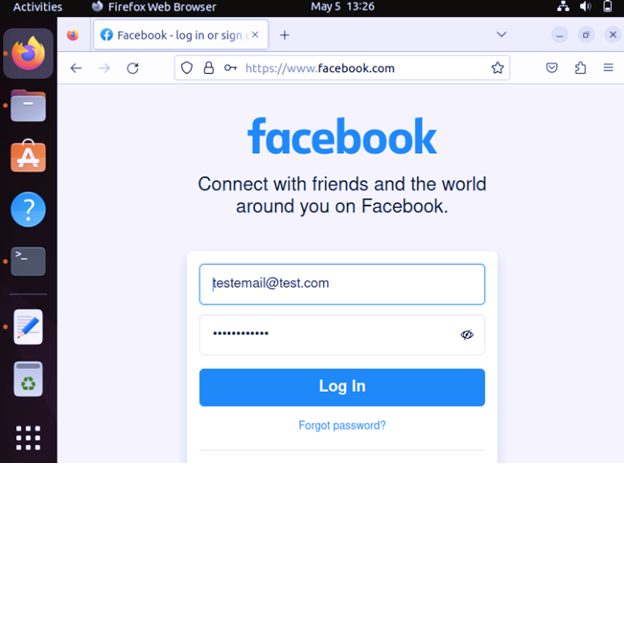 Activities
Firefox Web Browser
May 5 13:26
Facebook - log in or sign
https://www.facebook.com
facebook
Connect with friends and the world
around you on Facebook.
testemail@test.com
••••••••••••
Log In
Forgot password?